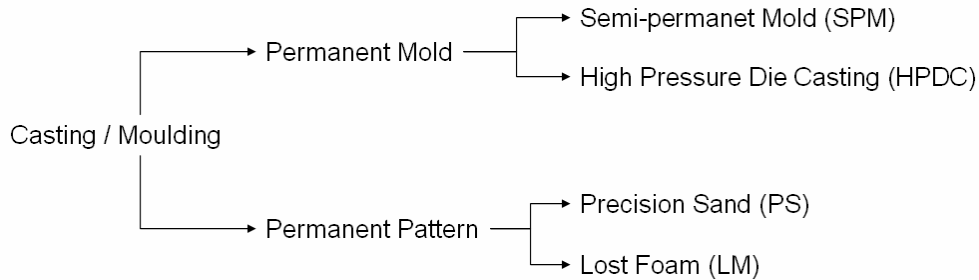 Semi-permanet Mold (SPM)
Permanent Mold
High Pressure Die Casting (HPDC)
Casting / Moulding
Precision Sand (PS)
Permanent Pattern
Lost Foam (LM)